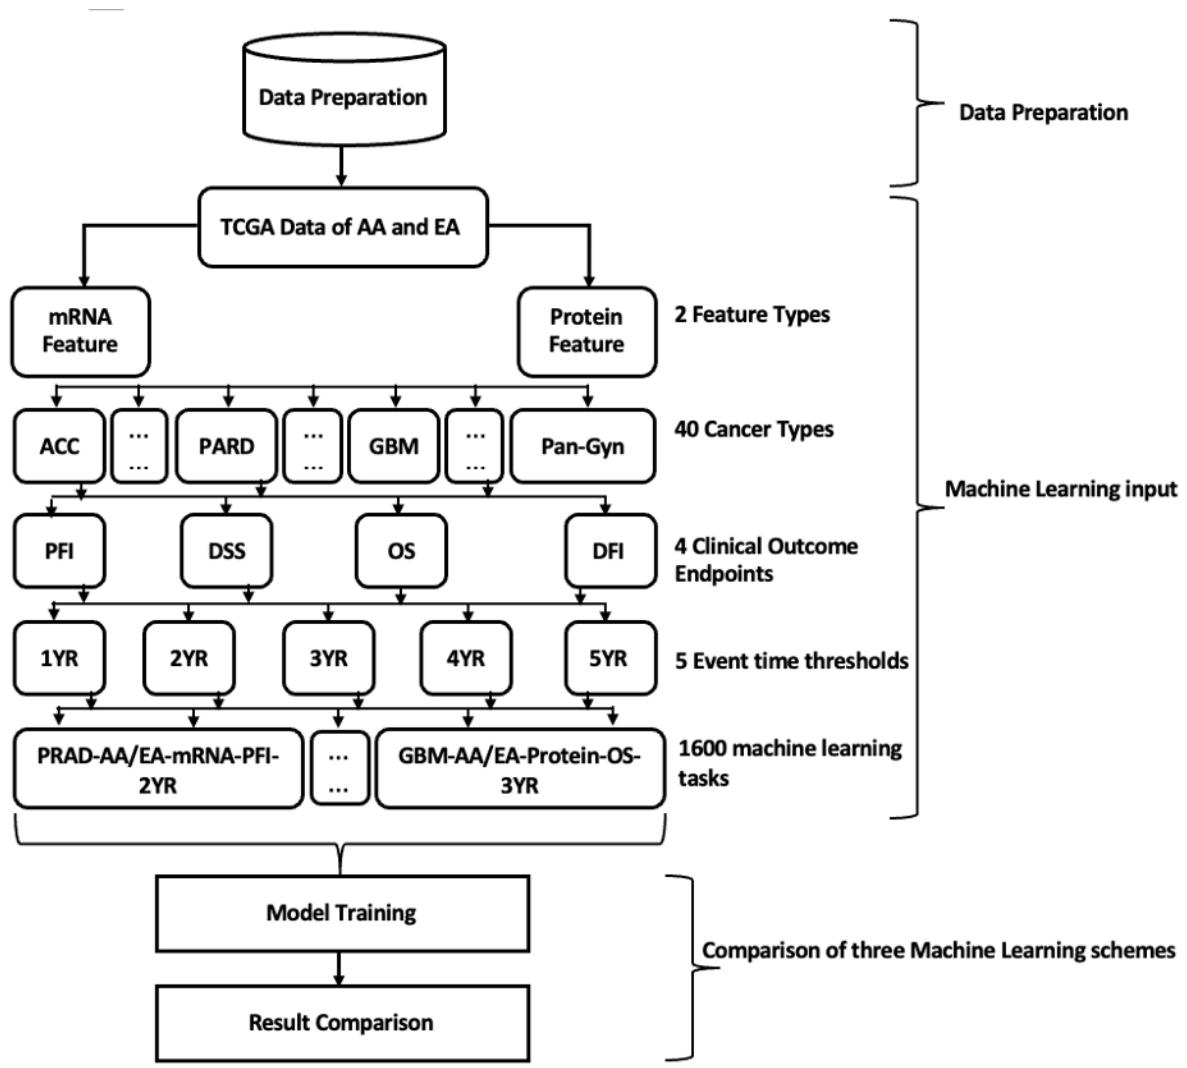 Data Preparation
Data Preparation
TCGA Data of AA and EA
mRNA
Feature
Protein
Feature
2 Feature Types
ACC
...
...
PARD
...
...
GBM
...
...
Pan-Gyn
40 Cancer Types
Machine Learning input
PFI
DSS
OS
DFI
4 Clinical Outcome
Endpoints
1YR
2YR
3YR
4YR
5YR
5 Event time thresholds
PRAD-AA/EA-mRNA-PFI-
2YR
...
...
GBM-AA/EA-Protein-OS-
3YR
1600 machine learning
tasks
Model Training
Comparison of three Machine Learning schemes
Result Comparison